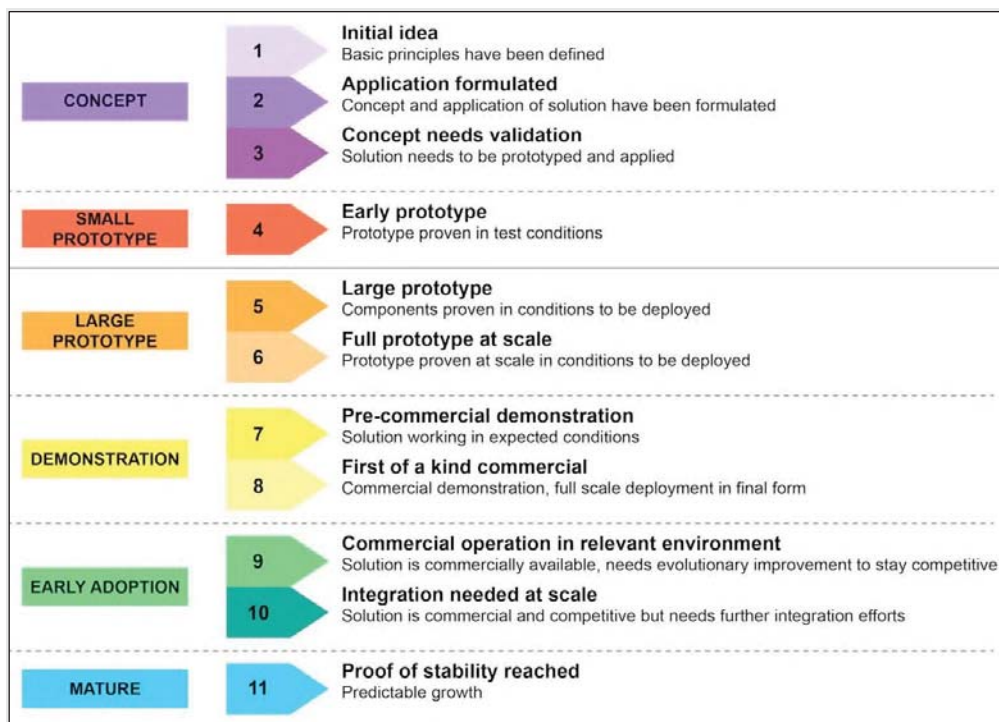 CONCEPT
1
Initial idea
Basic principles have been defined
2
Application formulated
Concept and application of solution have been formulated
3
Concept needs validation
Solution needs to be prototyped and applied
SMALL
PROTOTYPE
4
Early prototype
Prototype proven in test conditions
LARGE
PROTOTYPE
5
Large prototype
Components proven in conditions to be deployed
6
Full prototype at scale
Prototype proven at scale in conditions to be deployed
DEMONSTRATION
7
Pre-commercial demonstration
Solution working in expected conditions
8
First of a kind commercial
Commercial demonstration, full scale deployment in final form
EARLY ADOPTION
9
Commercial operation in relevant environment
Solution is commercially available, needs evolutionary improvement to stay competitive
10
Integration needed at scale
Solution is commercial and competitive but needs further integration efforts
MATURE
11
Proof of stability reached
Predictable growth